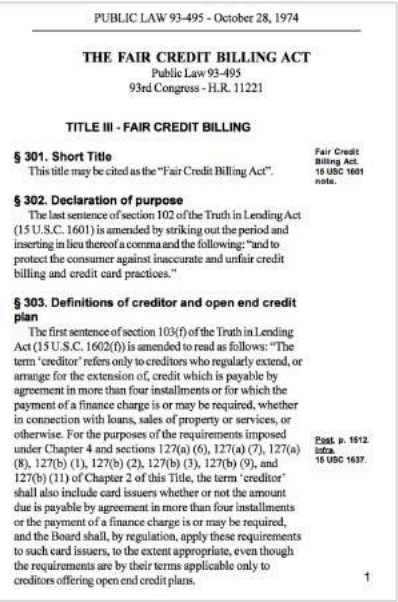 PUBLIC LAW 93-495 - October 28, 1974
THE FAIR CREDIT BILLING ACT
Public Law 93-495
93rd Congress - H.R. 11221
TITLE III - FAIR CREDIT BILLING
§ 301. Short Title
This title may be cited as the “Fair Credit Billing Act”.
Fair Credit
Billing Act.
15 USC 1601
note.
§ 302. Declaration of purpose
The last sentence of section 102 of the Truth in Lending Act
(15 U.S.C. 1601) is amended by striking out the period and
inserting in lieu thereof a comma and the following: “and to
protect the consumer against inaccurate and unfair credit
billing and credit card practices.”
§ 303. Definitions of creditor and open end credit
plan
The first sentence of section 103(f) of the Truth in Lending
Act (15 U.S.C. 1602(f)) is amended to read as follows: “The
term ‘creditor’ refers only to creditors who regularly extend, or
arrange for the extension of, credit which is payable by
agreement in more than four installments or for which the
payment of a finance charge is or may be required, whether
in connection with loans, sales of property or services, or
otherwise. For the purposes of the requirements imposed
under Chapter 4 and sections 127(a) (6), 127(a) (7), 127(a)
(8), 127(b) (1), 127(b) (2), 127(b) (3), 127(b) (9), and
127(b) (11) of Chapter 2 of this Title, the term ‘creditor’
shall also include card issuers whether or not the amount
due is payable by agreement in more than four installments
or the payment of a finance charge is or may be required,
and the Board shall, by regulation, apply these requirements
to such card issuers, to the extent appropriate, even though
the requirements are by their terms applicable only to
creditors offering open end credit plans.
Post, p. 1512.
Infra.
15 USC 1637.
1